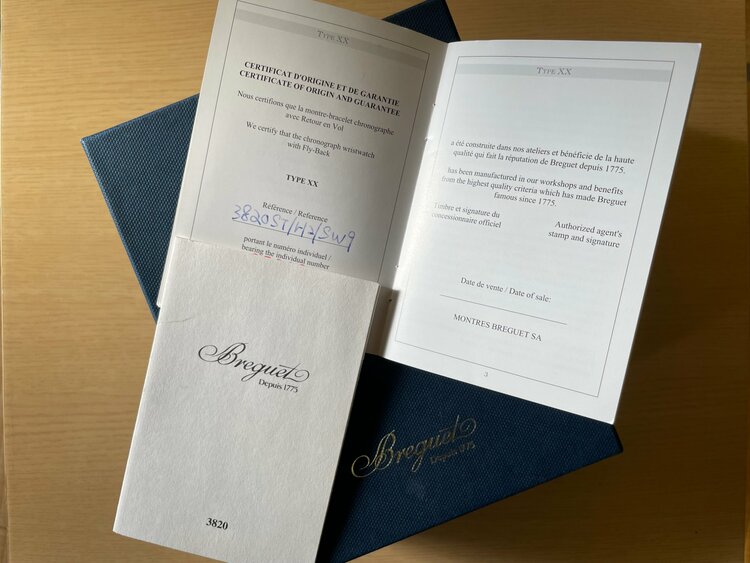 TYPE XX
CERTIFICAT D'ORIGINE ET DE GARANTIE
CERTIFICATE OF ORIGIN AND GUARANTEE
Nous certifions que la montre-bracelet chronographe
avec Retour en Vol
We certify that the chronograph wristwatch
with Fly-Back
TYPE XX
Référence / Reference
3820ST/H2/SW9
portant le numéro individuel /
bearing the individual number
TYPE XX
a été construite dans nos ateliers et bénéficie de la haute
qualité qui fait la réputation de Breguet depuis 1775.
has been manufactured in our workshops and benefits
from the highest quality criteria which has made Breguet
famous since 1775.
Timbre et signature du
concessionnaire officiel
Authorized agent's
stamp and signature
Date de vente / Date of sale:
MONTRES BREGUET SA
3
Breguet
Depuis 1775
3820
Breguet
Depuis 1775